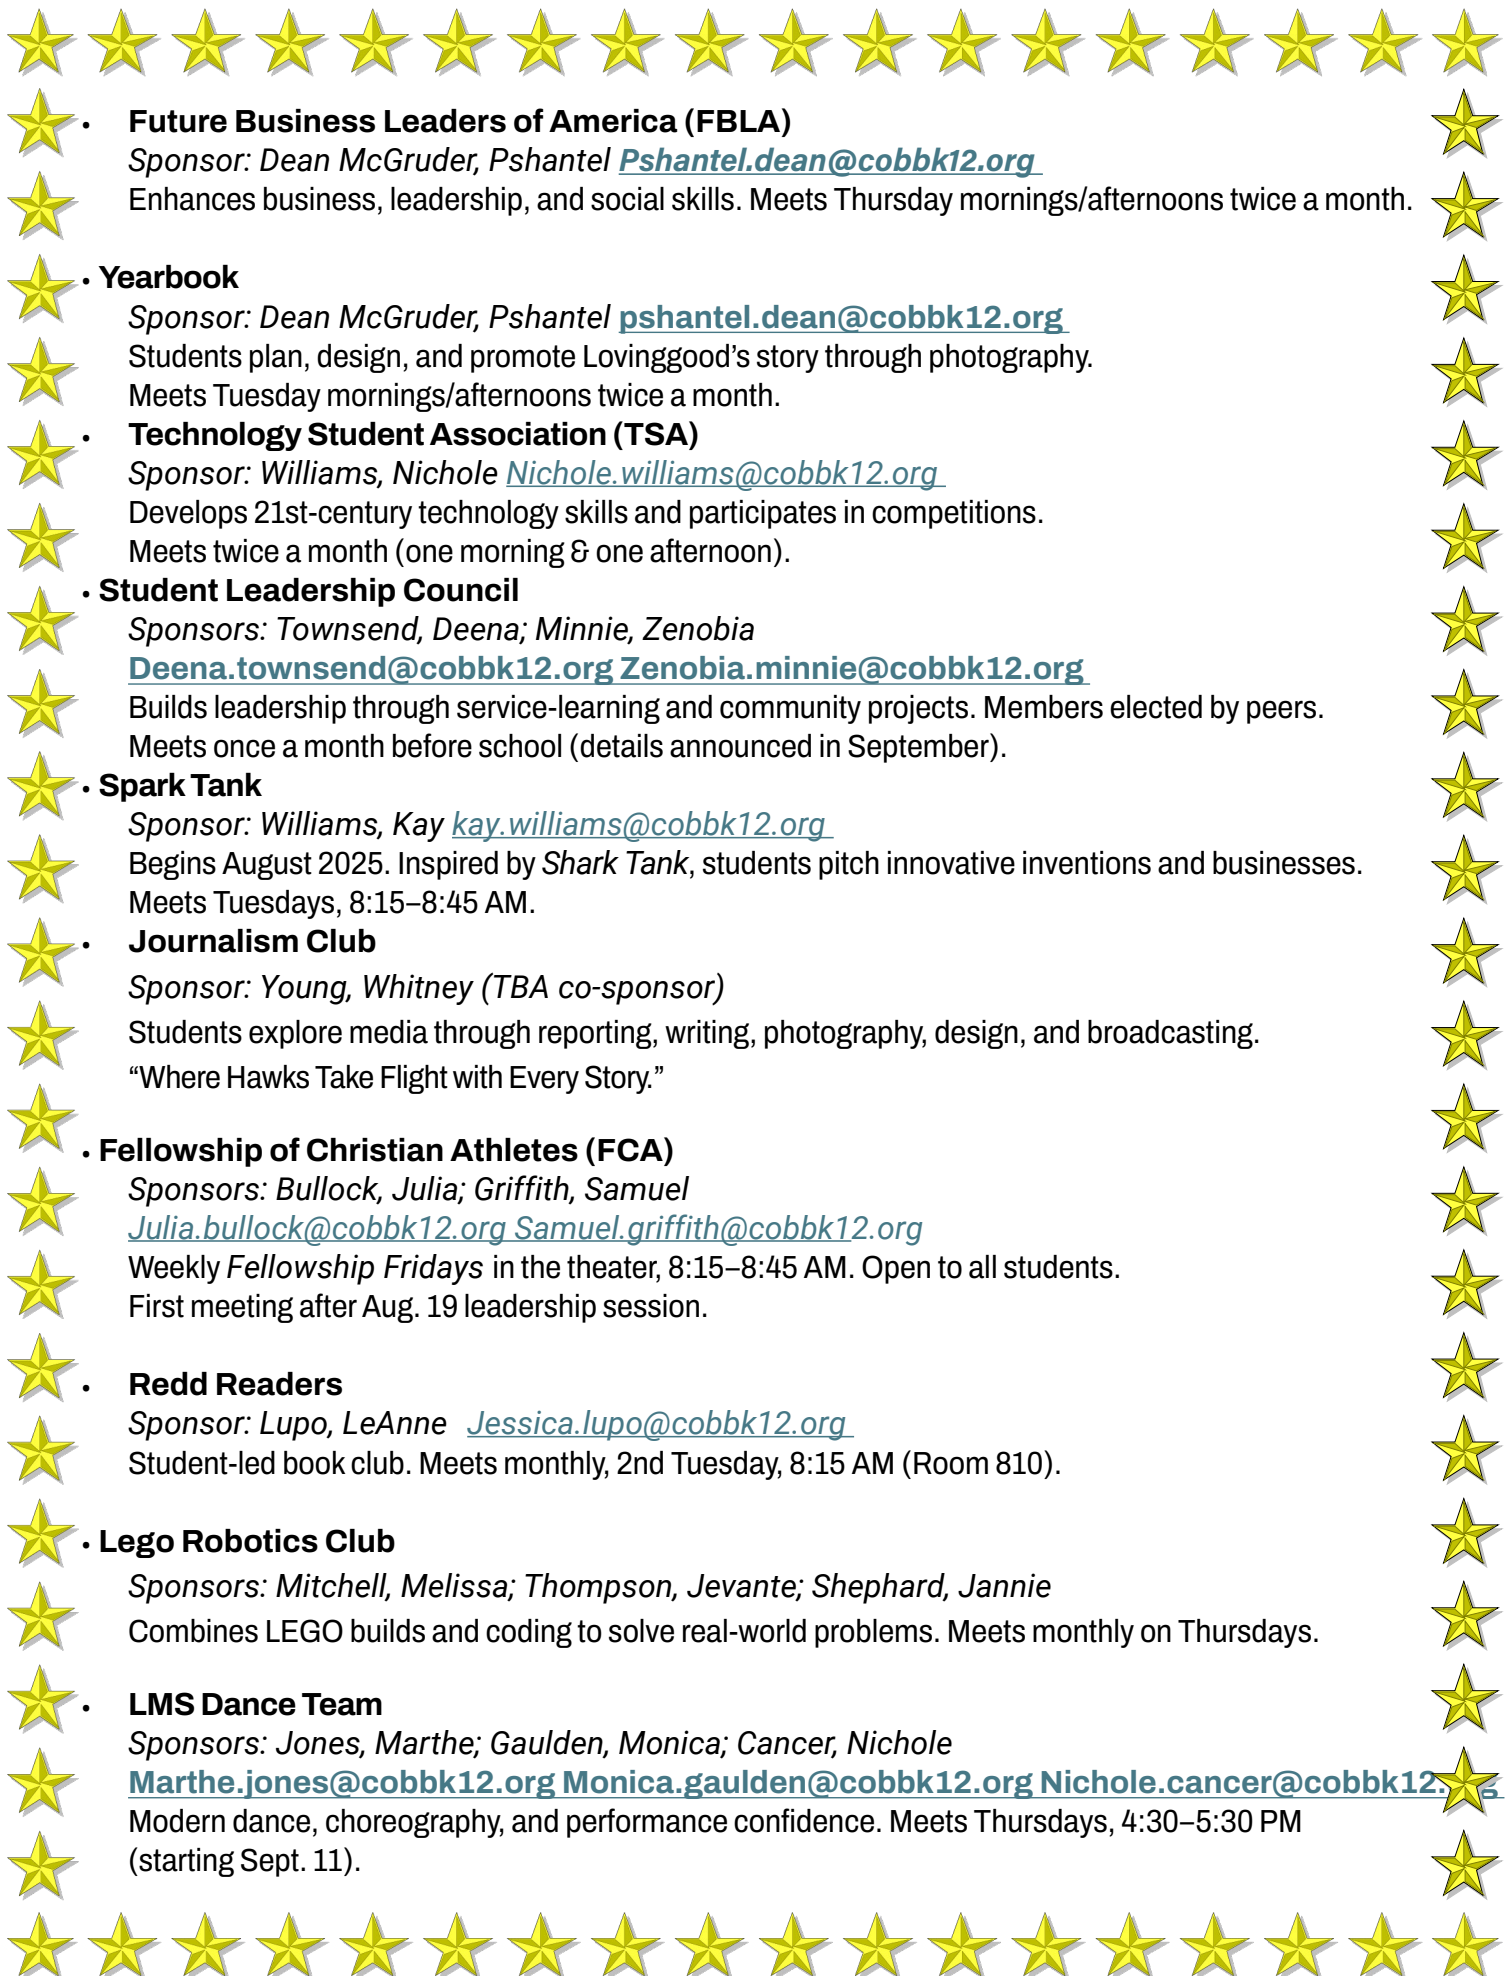 • Future Business Leaders of America (FBLA)
Sponsor: Dean McGruder, Pshantel Pshantel.dean@cobbk12.org
Enhances business, leadership, and social skills. Meets Thursday mornings/afternoons twice a month.
• Yearbook
Sponsor: Dean McGruder, Pshantel pshantel.dean@cobbk12.org
Students plan, design, and promote Lovinggood’s story through photography.
Meets Tuesday mornings/afternoons twice a month.
• Technology Student Association (TSA)
Sponsor: Williams, Nichole Nichole.williams@cobbk12.org
Develops 21st-century technology skills and participates in competitions.
Meets twice a month (one morning & one afternoon).
• Student Leadership Council
Sponsors: Townsend, Deena; Minnie, Zenobia
Deena.townsend@cobbk12.org Zenobia.minnie@cobbk12.org
Builds leadership through service-learning and community projects. Members elected by peers.
Meets once a month before school (details announced in September).
• Spark Tank
Sponsor: Williams, Kay kay.williams@cobbk12.org
Begins August 2025. Inspired by Shark Tank, students pitch innovative inventions and businesses.
Meets Tuesdays, 8:15–8:45 AM.
• Journalism Club
Sponsor: Young, Whitney (TBA co-sponsor)
Students explore media through reporting, writing, photography, design, and broadcasting.
“Where Hawks Take Flight with Every Story.”
• Fellowship of Christian Athletes (FCA)
Sponsors: Bullock, Julia; Griffith, Samuel
Julia.bullock@cobbk12.org Samuel.griffith@cobbk12.org
Weekly Fellowship Fridays in the theater, 8:15–8:45 AM. Open to all students.
First meeting after Aug. 19 leadership session.
• Redd Readers
Sponsor: Lupo, LeAnne Jessica.lupo@cobbk12.org
Student-led book club. Meets monthly, 2nd Tuesday, 8:15 AM (Room 810).
• Lego Robotics Club
Sponsors: Mitchell, Melissa; Thompson, Jevante; Shephard, Jannie
Combines LEGO builds and coding to solve real-world problems. Meets monthly on Thursdays.
• LMS Dance Team
Sponsors: Jones, Marthe; Gaulden, Monica; Cancer, Nichole
Marthe.jones@cobbk12.org Monica.gaulden@cobbk12.org Nichole.cancer@cobbk12.org
Modern dance, choreography, and performance confidence. Meets Thursdays, 4:30–5:30 PM
(starting Sept. 11).